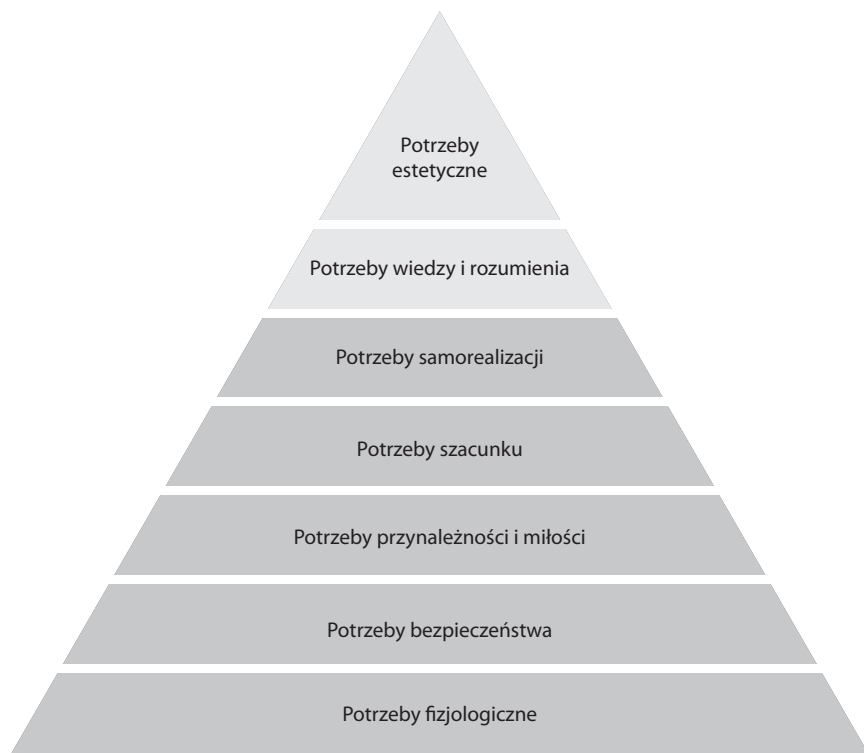 Potrzeby
estetyczne
Potrzeby wiedzy i rozumienia
Potrzeby samorealizacji
Potrzeby szacunku
Potrzeby przynależności i miłości
Potrzeby bezpieczeństwa
Potrzeby fizjologiczne